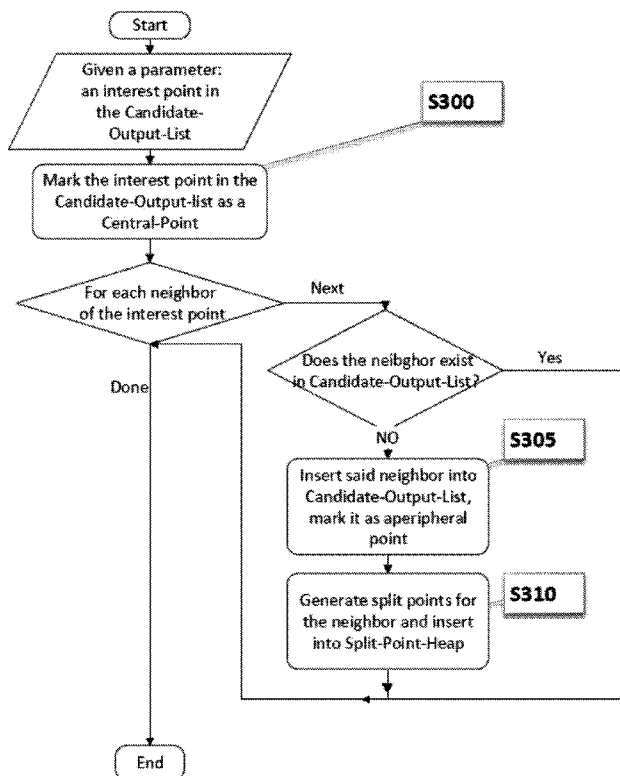 Start
Given a parameter:
an interest point in
the Candidate-
Output-List
S300
Mark the interest point in the
Candidate-Output-list as a
Central-Point
For each neighbor
of the interest point
Next
Does the neibghor exist
in Candidate-Output-List?
Yes
Done
NO
S305
Insert said neighbor into
Candidate-Output-List,
mark it as aperipheral
point
S310
Generate split points for
the neighbor and insert
into Split-Point-Heap
End